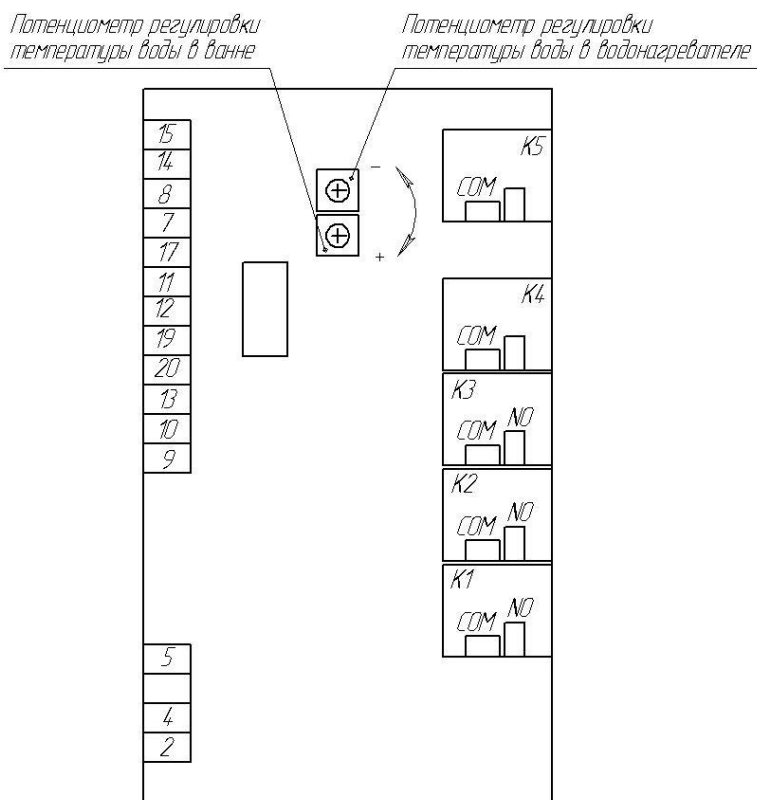 Потенциометр регулировки
температуры воды в ванне
Потенциометр регулировки
температуры воды в водонагревателе
15
14
8
7
17
11
12
19
20
13
10
9
5
4
2
-
+
K5
COM
K4
COM
K3
COM NO
K2
COM NO
K1
COM NO